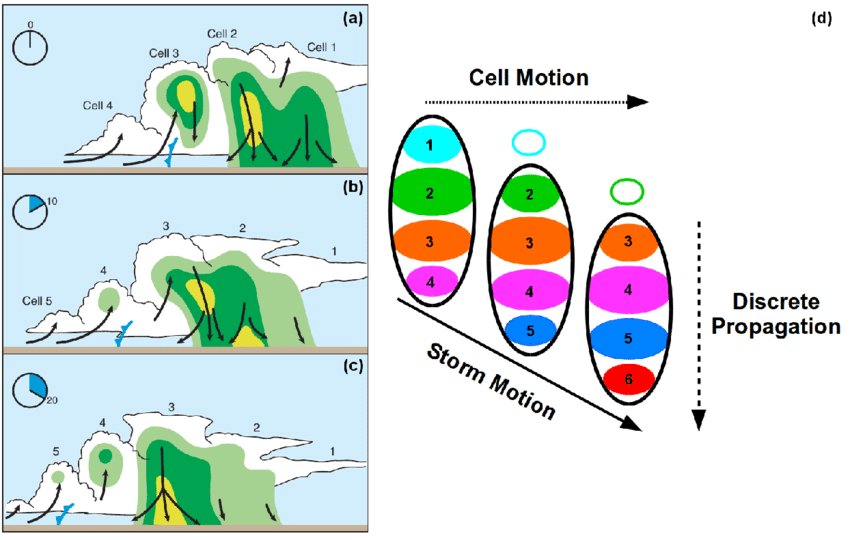 (a)
0
Cell 4
Cell 3
Cell 2
Cell 1
(b)
10
Cell 5
4
3
2
1
(c)
20
5
4
3
2
1
(d)
Cell Motion
1
2
3
4
2
3
4
5
3
4
5
6
Storm Motion
Discrete
Propagation